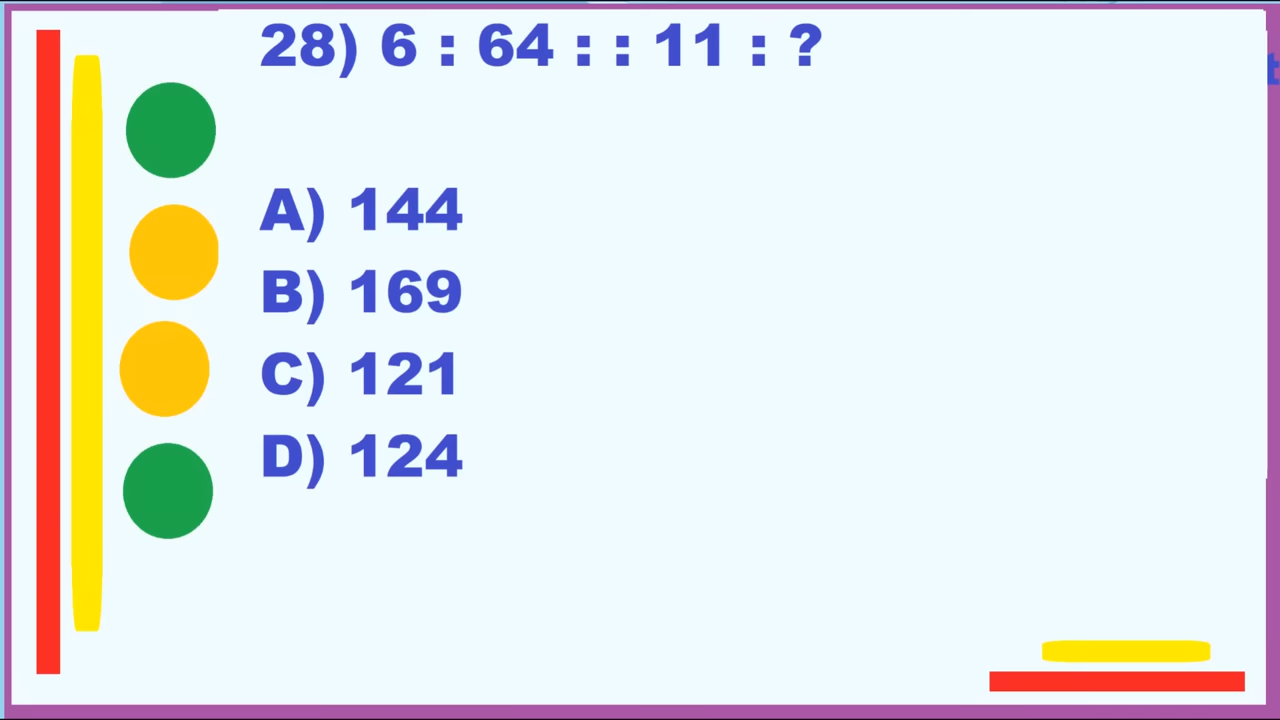 28) 6 : 64 : : 11 : ?
A) 144
B) 169
C) 121
D) 124